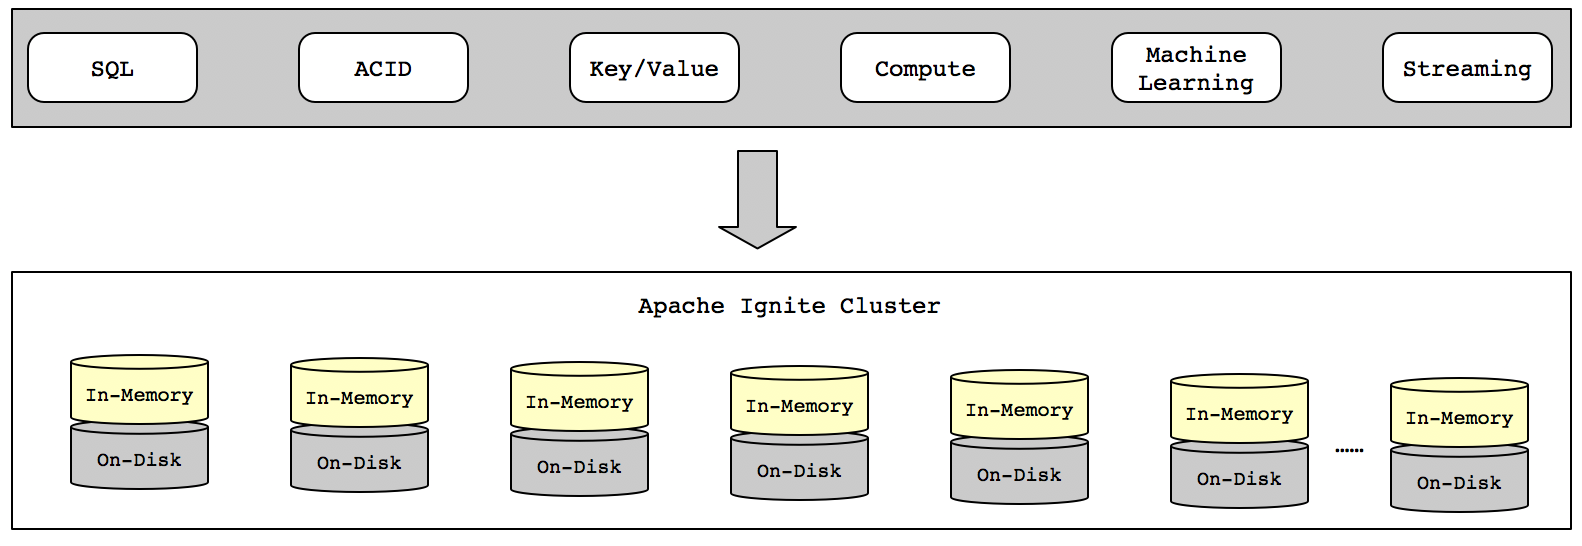 SQL
ACID
Key/Value
Compute
Machine
Learning
Streaming
Apache Ignite Cluster
In-Memory
On-Disk
In-Memory
On-Disk
In-Memory
On-Disk
In-Memory
On-Disk
In-Memory
On-Disk
In-Memory
On-Disk
......
In-Memory
On-Disk